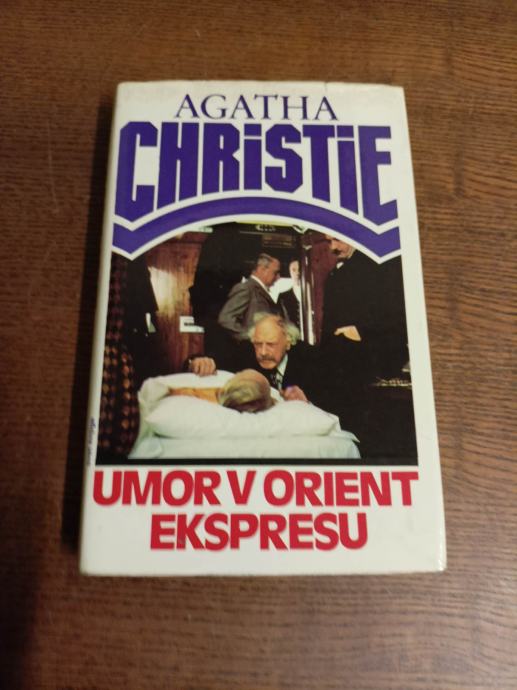 AGATHA
CHRiSTiE
UMOR V ORIENT
EKSPRESU